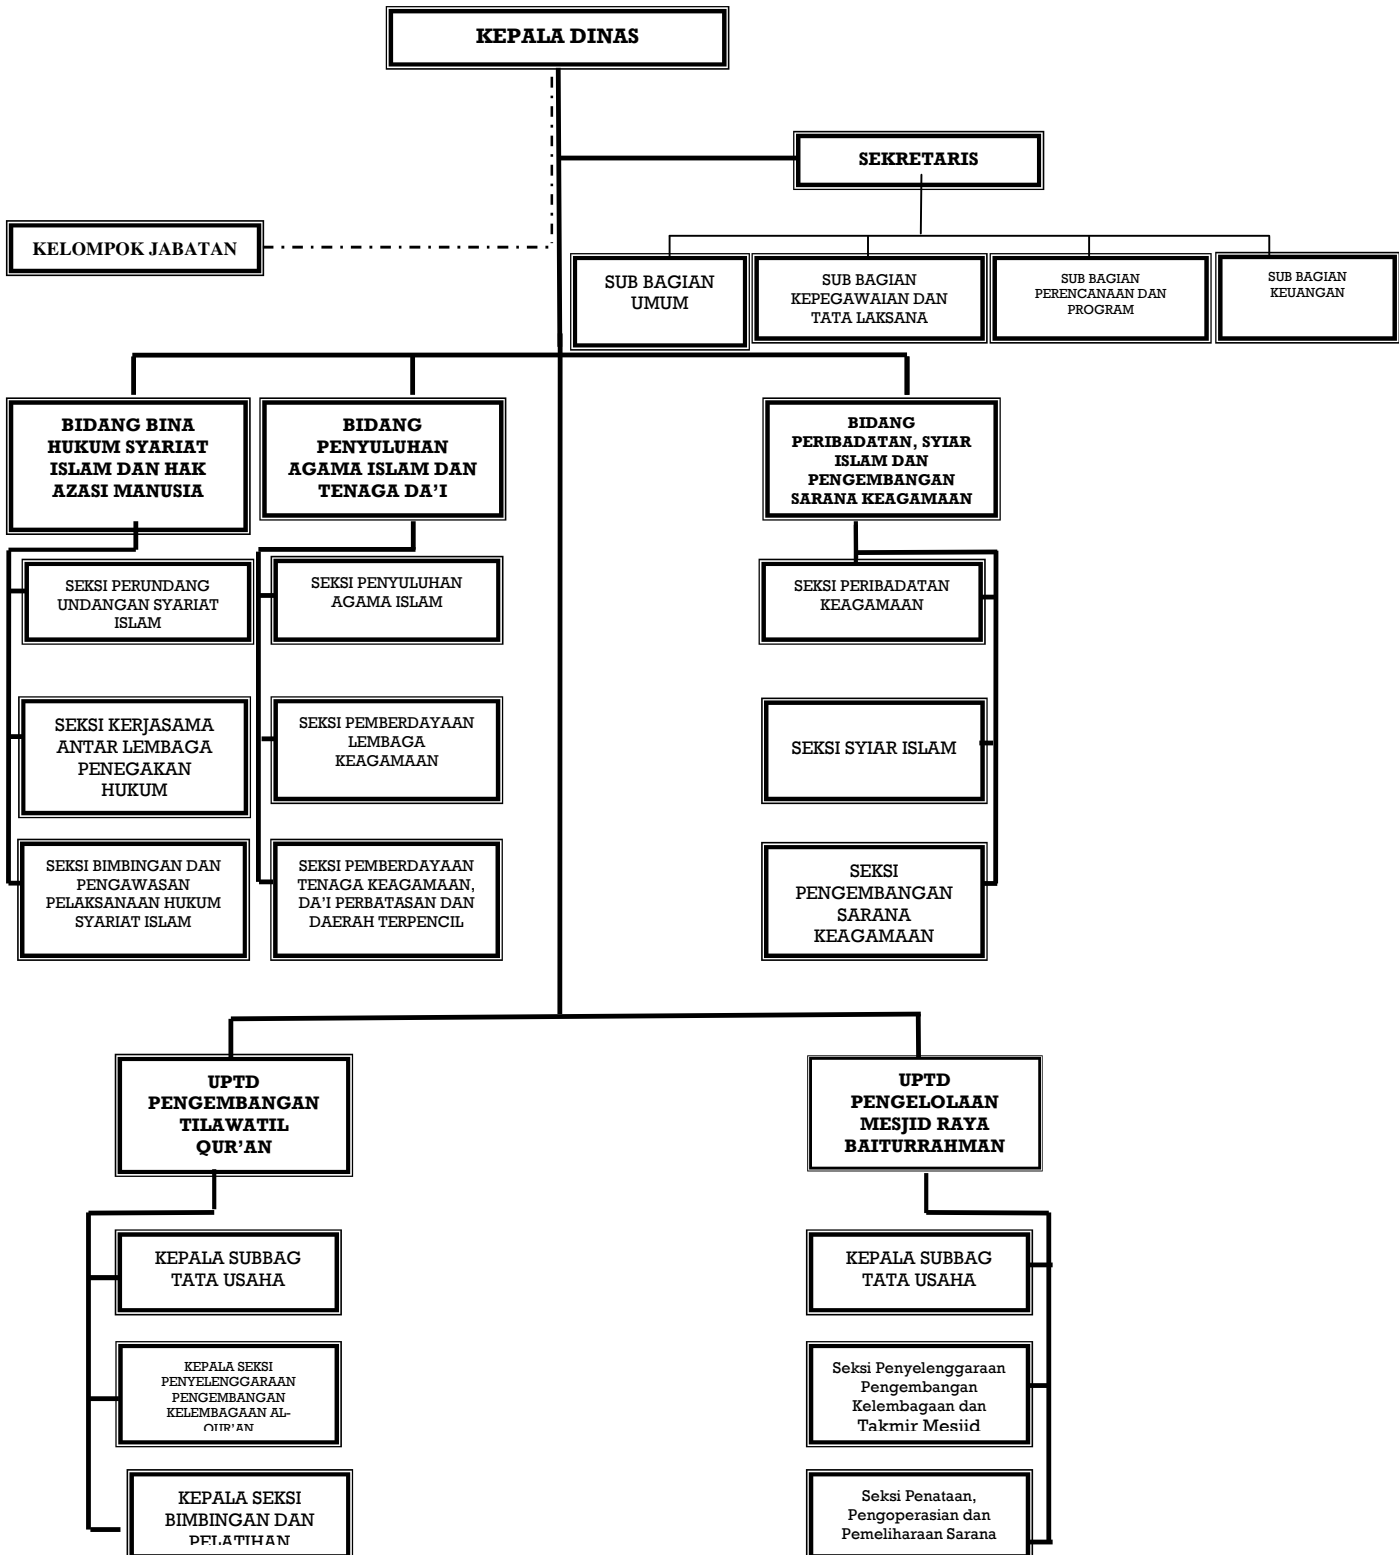 KEPALA DINAS
SEKRETARIS
KELOMPOK JABATAN
SUB BAGIAN
UMUM
SUB BAGIAN
KEPEGAWAIAN DAN
TATA LAKSANA
SUB BAGIAN
PERENCANAAN DAN
PROGRAM
SUB BAGIAN
KEUANGAN
BIDANG BINA
HUKUM SYARIAT
ISLAM DAN HAK
AZASI MANUSIA
BIDANG
PENYULUHAN
AGAMA ISLAM DAN
TENAGA DA’I
BIDANG
PERIBADATAN, SYIAR
ISLAM DAN
PENGEMBANGAN
SARANA KEAGAMAAN
SEKSI PERUNDANG
UNDANGAN SYARIAT
ISLAM
SEKSI PENYULUHAN
AGAMA ISLAM
SEKSI PERIBADATAN
KEAGAMAAN
SEKSI KERJASAMA
ANTAR LEMBAGA
PENEGAKAN
HUKUM
SEKSI PEMBERDAYAAN
LEMBAGA
KEAGAMAAN
SEKSI SYIAR ISLAM
SEKSI BIMBINGAN DAN
PENGAWASAN
PELAKSANAAN HUKUM
SYARIAT ISLAM
SEKSI PEMBERDAYAAN
TENAGA KEAGAMAAN,
DA’I PERBATASAN DAN
DAERAH TERPENCIL
SEKSI
PENGEMBANGAN
SARANA
KEAGAMAAN
UPTD
PENGEMBANGAN
TILAWATIL
QUR’AN
UPTD
PENGELOLAAN
MESJID RAYA
BAITURRAHMAN
KEPALA SUBBAG
TATA USAHA
KEPALA SUBBAG
TATA USAHA
KEPALA SEKSI
PENYELENGGARAAN
PENGEMBANGAN
KELEMBAGAAN AL-
QUR’AN
Seksi Penyelenggaraan
Pengembangan
Kelembagaan dan
Takmir Mesjid
KEPALA SEKSI
BIMBINGAN DAN
PELATIHAN
Seksi Penataan,
Pengoperasian dan
Pemeliharaan Sarana